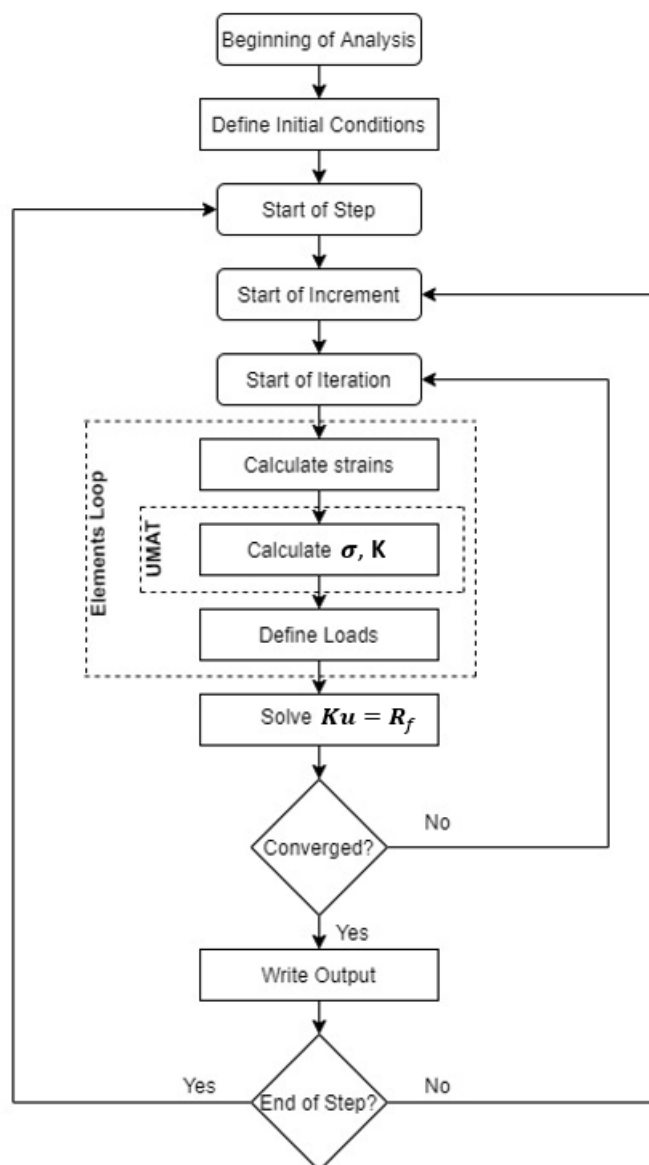 Beginning of Analysis
Define Initial Conditions
Start of Step
Start of Increment
Start of Iteration
Elements Loop
Calculate strains
UMAT
Calculate σ, K
Define Loads
Solve Ku = R_f
Converged?
No
Yes
Write Output
End of Step?
Yes
No